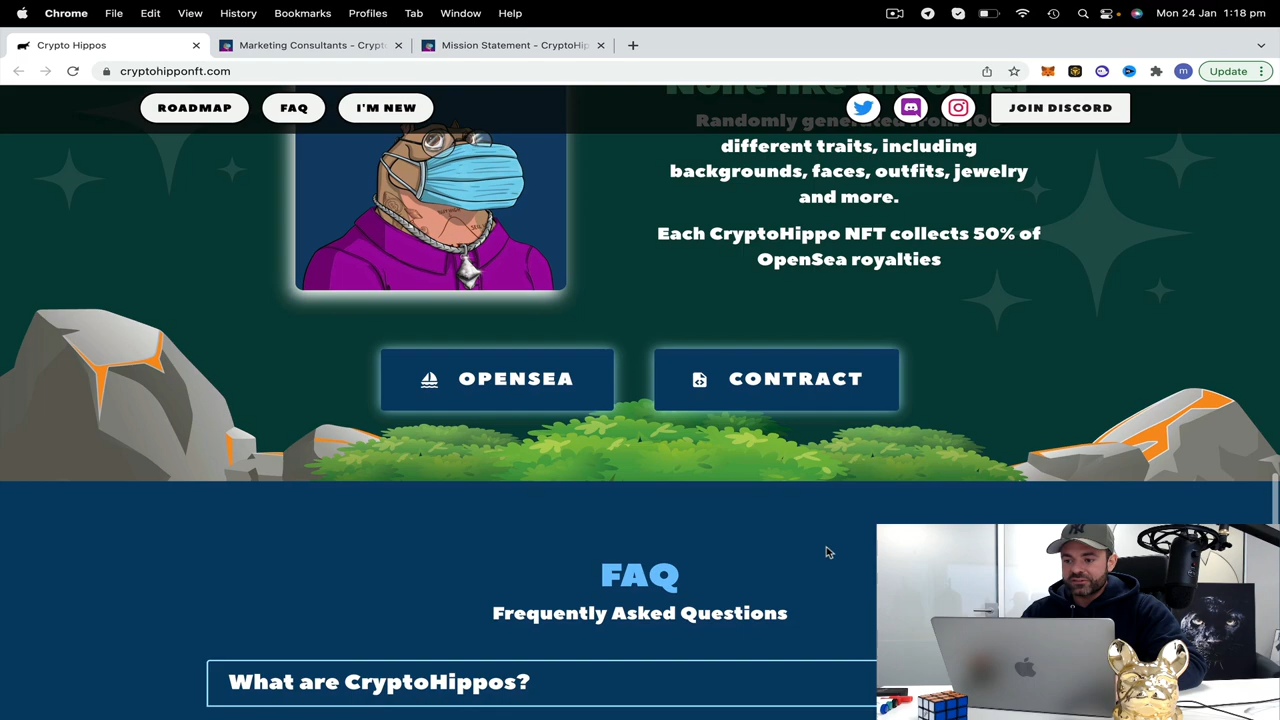 Chrome File Edit View History Bookmarks Profiles Tab Window Help Mon 24 Jan 1:18 pm
Crypto Hippos Marketing Consultants - Crypt Mission Statement - CryptoHip
cryptohipponft.com Update
ROADMAP FAQ I'M NEW JOIN DISCORD
None like the other
Randomly generated from
different traits, including
backgrounds, faces, outfits, jewelry
and more.
Each CryptoHippo NFT collects 50% of
OpenSea royalties
OPENSEA CONTRACT
FAQ
Frequently Asked Questions
What are CryptoHippos?